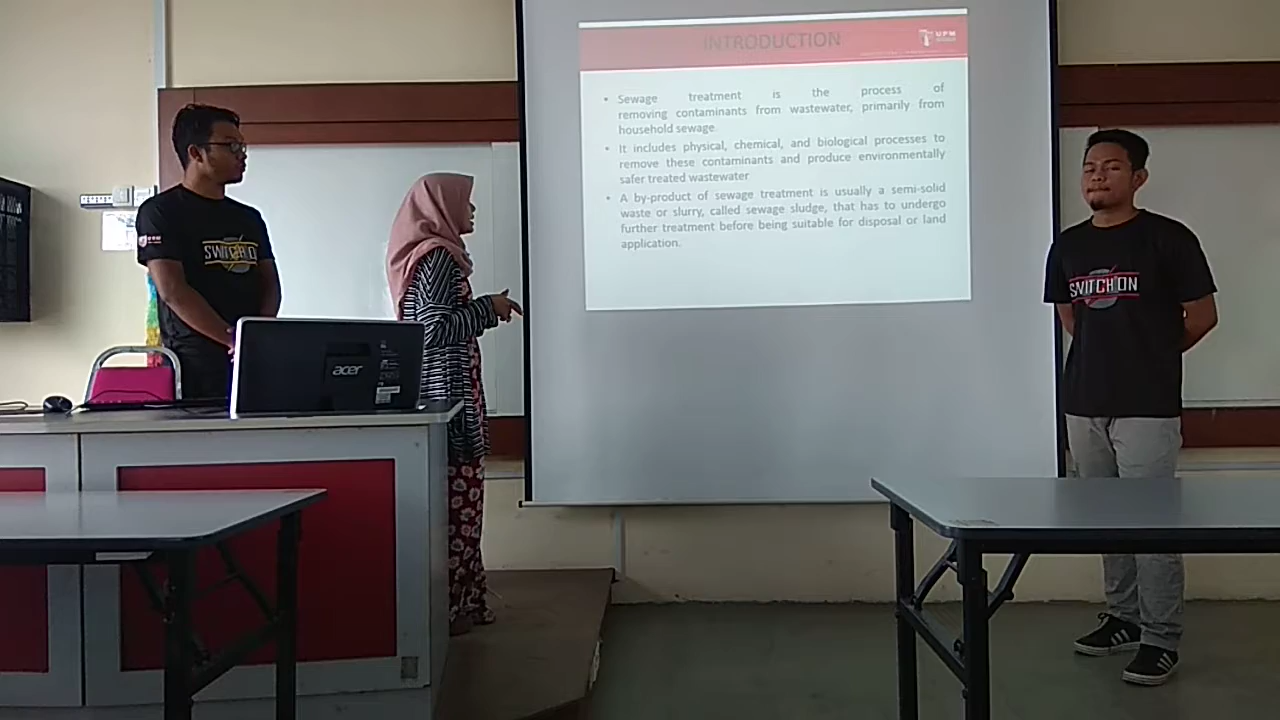 INTRODUCTION
UPM
• Sewage treatment is the process of
removing contaminants from wastewater, primarily from
household sewage.
• It includes physical, chemical, and biological processes to
remove these contaminants and produce environmentally
safer treated wastewater
• A by-product of sewage treatment is usually a semi-solid
waste or slurry, called sewage sludge, that has to undergo
further treatment before being suitable for disposal or land
application.
UPM
SWITCH ON
SWITCH ON
acer